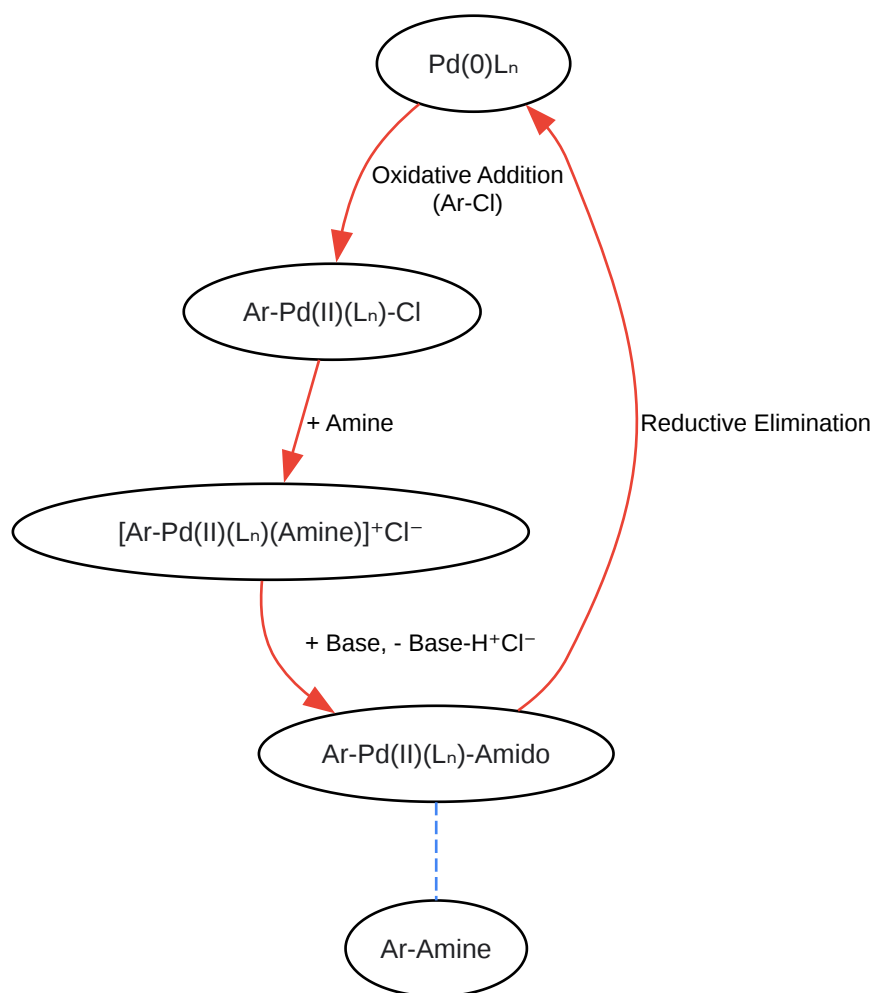 Pd(0)Lₙ
Oxidative Addition
(Ar-Cl)
Ar-Pd(II)(Lₙ)-Cl
+ Amine
Reductive Elimination
[Ar-Pd(II)(Lₙ)(Amine)]⁺Cl⁻
+ Base, - Base-H⁺Cl⁻
Ar-Pd(II)(Lₙ)-Amido
Ar-Amine